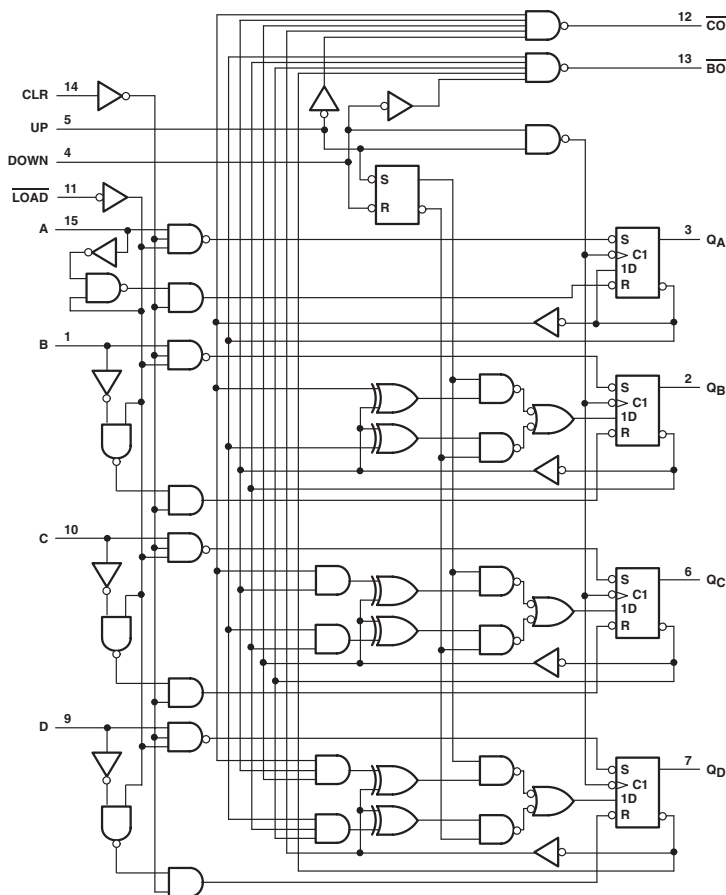 12 CO
13 BO
CLR 14
UP 5
DOWN 4
LOAD 11
S
R
A 15
S
C1
1D
R
3 QA
B 1
S
C1
1D
R
2 QB
C 10
S
C1
1D
R
6 QC
D 9
S
C1
1D
R
7 QD